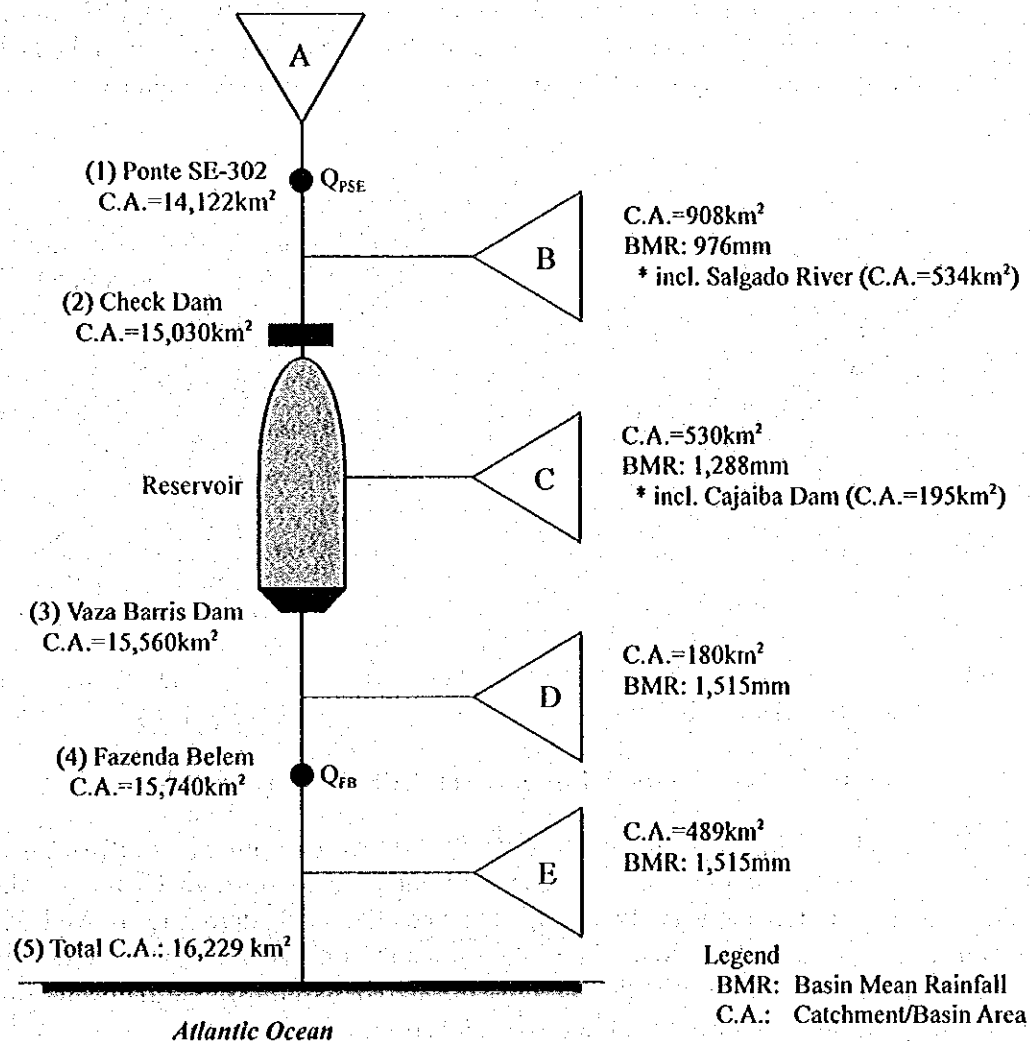 A
(1) Ponte SE-302
C.A.=14,122km²
Q_PSE
B
C.A.=908km²
BMR: 976mm
* incl. Salgado River (C.A.=534km²)
(2) Check Dam
C.A.=15,030km²
Reservoir
C
C.A.=530km²
BMR: 1,288mm
* incl. Cajaiba Dam (C.A.=195km²)
(3) Vaza Barris Dam
C.A.=15,560km²
D
C.A.=180km²
BMR: 1,515mm
(4) Fazenda Belem
C.A.=15,740km²
Q_FB
E
C.A.=489km²
BMR: 1,515mm
(5) Total C.A.: 16,229 km²
Atlantic Ocean
Legend
BMR: Basin Mean Rainfall
C.A.: Catchment/Basin Area